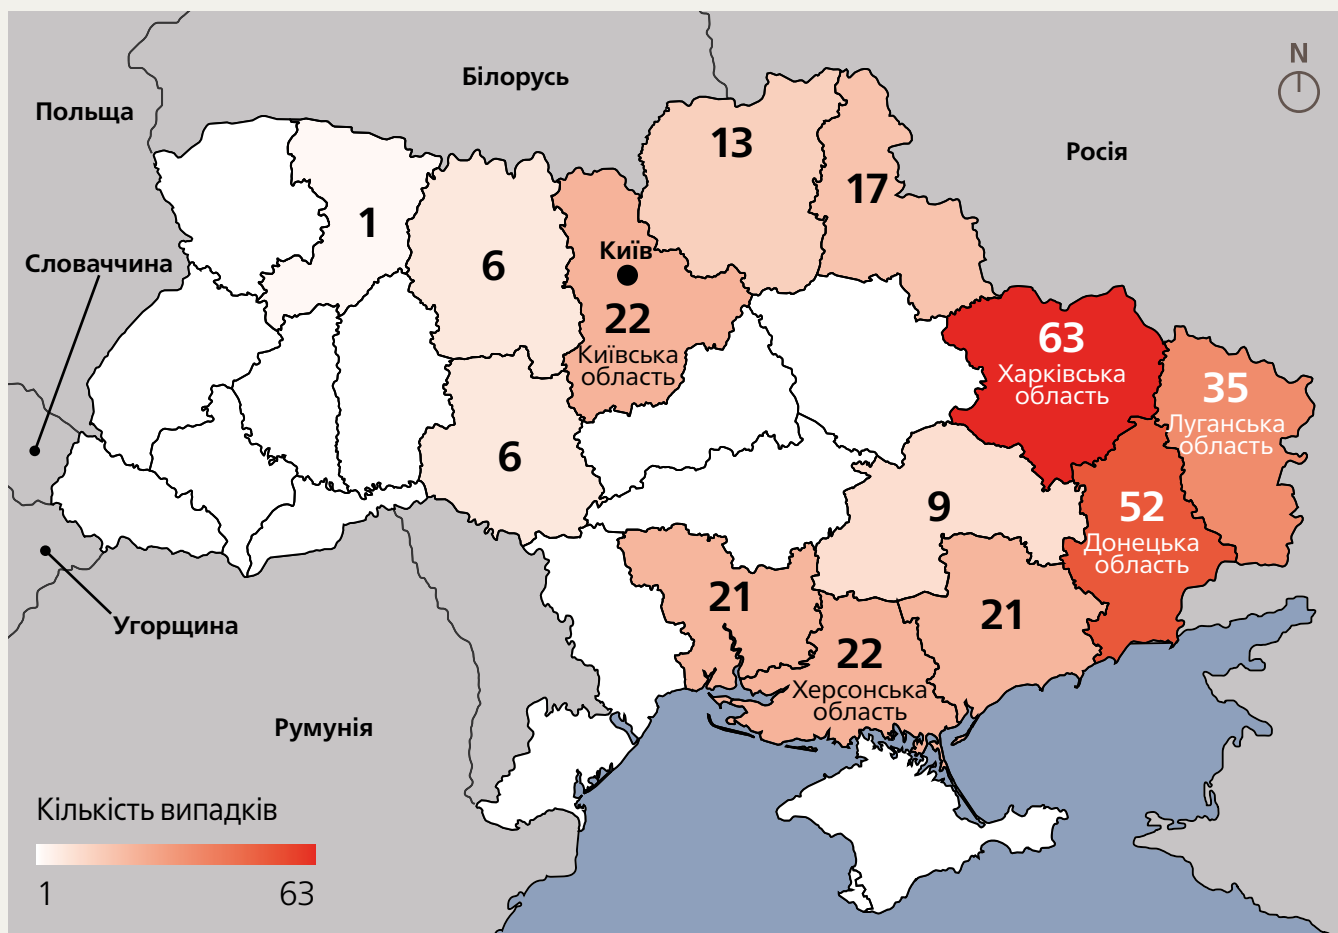 N
Білорусь
Польща
Росія
13
17
1
Київ
6
Словаччина
22
Київська
область
63
Харківська
область
35
Луганська
область
6
9
52
Донецька
область
21
21
Угорщина
22
Херсонська
область
Румунія
Кількість випадків
1
63